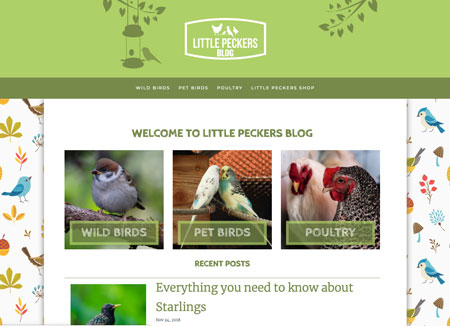 LITTLE PECKERS
BLOG
WILD BIRDS PET BIRDS POULTRY LITTLE PECKERS SHOP
WELCOME TO LITTLE PECKERS BLOG
WILD BIRDS PET BIRDS POULTRY
RECENT POSTS
Everything you need to know about
Starlings
Nov 24, 2018